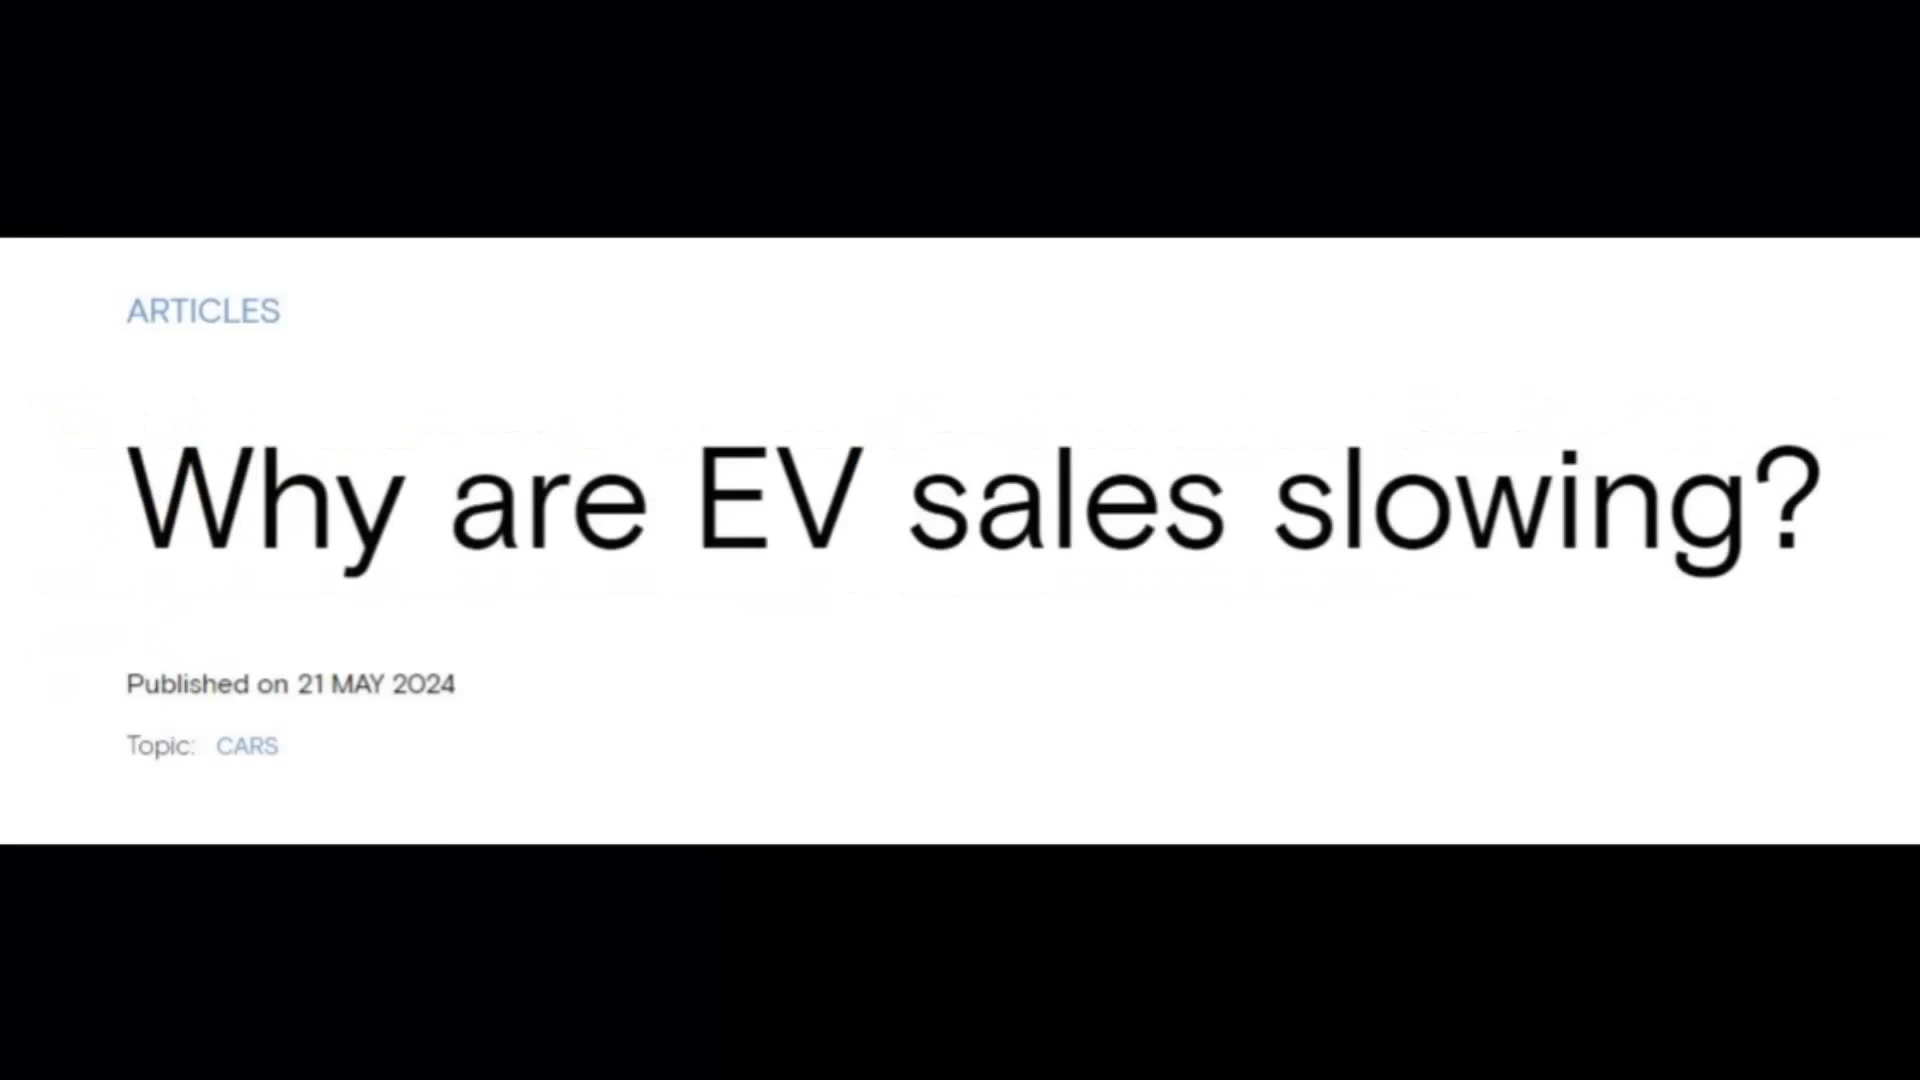 ARTICLES
Why are EV sales slowing?
Published on 21 MAY 2024
Topic: CARS